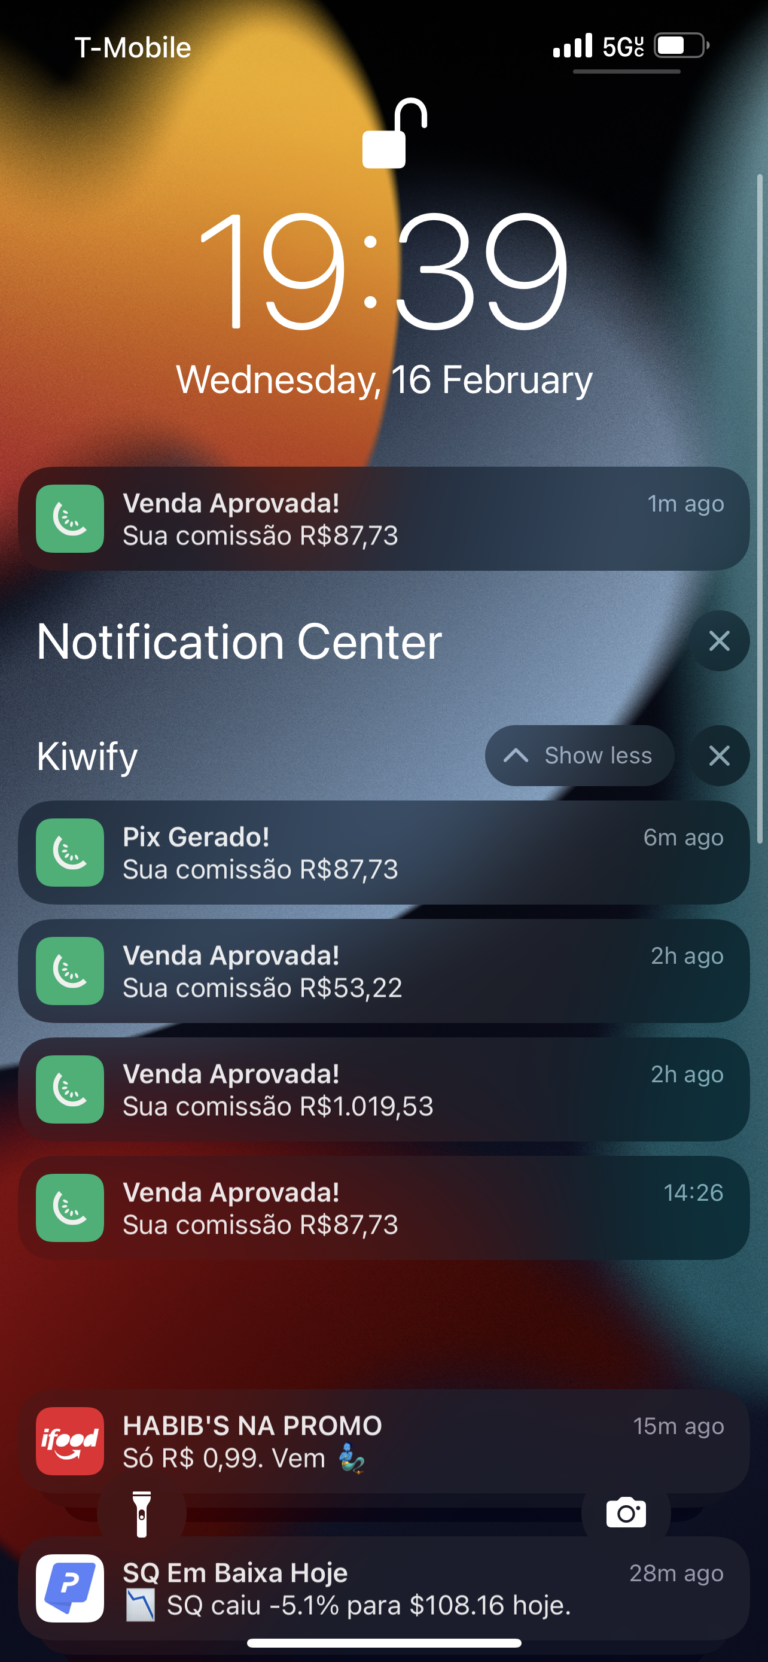 T-Mobile
5GUC
19:39
Wednesday, 16 February
Venda Aprovada!
1m ago
Sua comissão R$87,73
Notification Center
Kiwify
Show less
Pix Gerado!
6m ago
Sua comissão R$87,73
Venda Aprovada!
2h ago
Sua comissão R$53,22
Venda Aprovada!
2h ago
Sua comissão R$1.019,53
Venda Aprovada!
14:26
Sua comissão R$87,73
ifood
HABIB'S NA PROMO
15m ago
Só R$ 0,99. Vem 🧞‍♂️
P
SQ Em Baixa Hoje
28m ago
📉 SQ caiu -5.1% para $108.16 hoje.